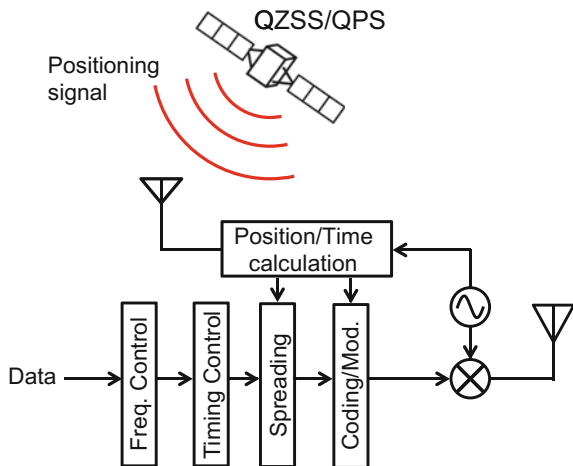 QZSS/QPS
Positioning
signal
Position/Time
calculation
Data
Freq. Control
Timing Control
Spreading
Coding/Mod.